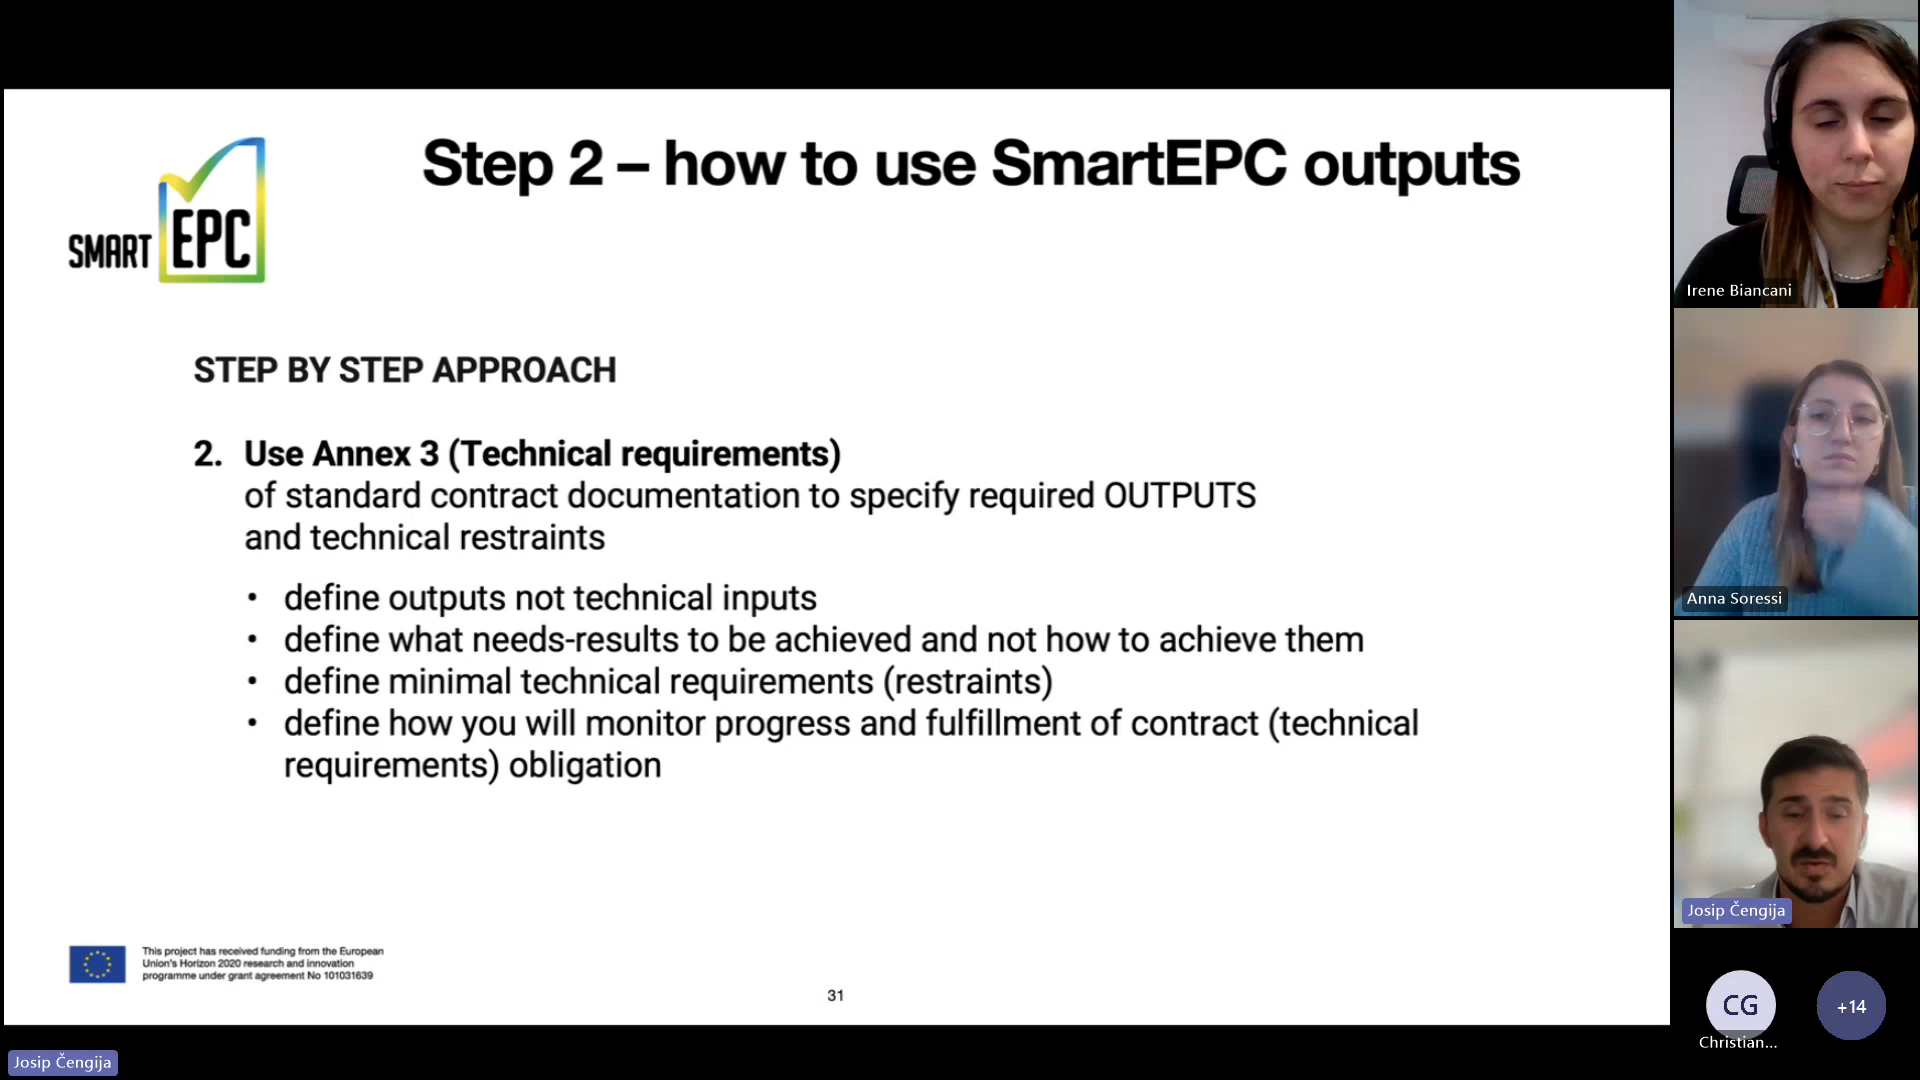 Step 2 – how to use SmartEPC outputs
SMART EPC
STEP BY STEP APPROACH
2. Use Annex 3 (Technical requirements)
of standard contract documentation to specify required OUTPUTS
and technical restraints
• define outputs not technical inputs
• define what needs-results to be achieved and not how to achieve them
• define minimal technical requirements (restraints)
• define how you will monitor progress and fulfillment of contract (technical
requirements) obligation
This project has received funding from the European
Union's Horizon 2020 research and innovation
programme under grant agreement No 101031639
31
Josip Čengija
Irene Biancani
Anna Soressi
Josip Čengija
CG
Christian...
+14